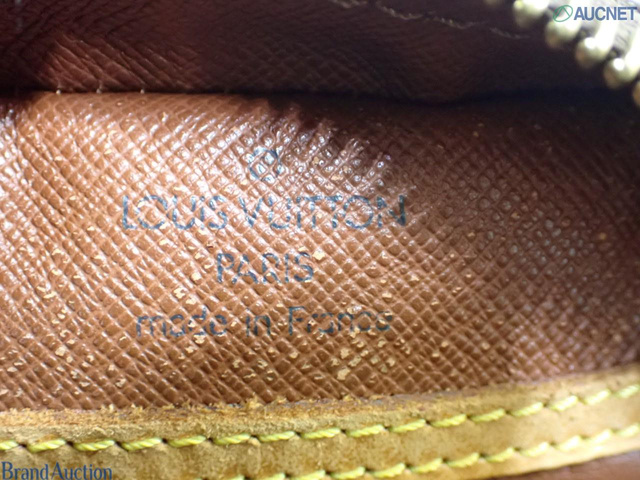 AUCNET
LOUIS VUITTON
PARIS
made in France
Brand Auction